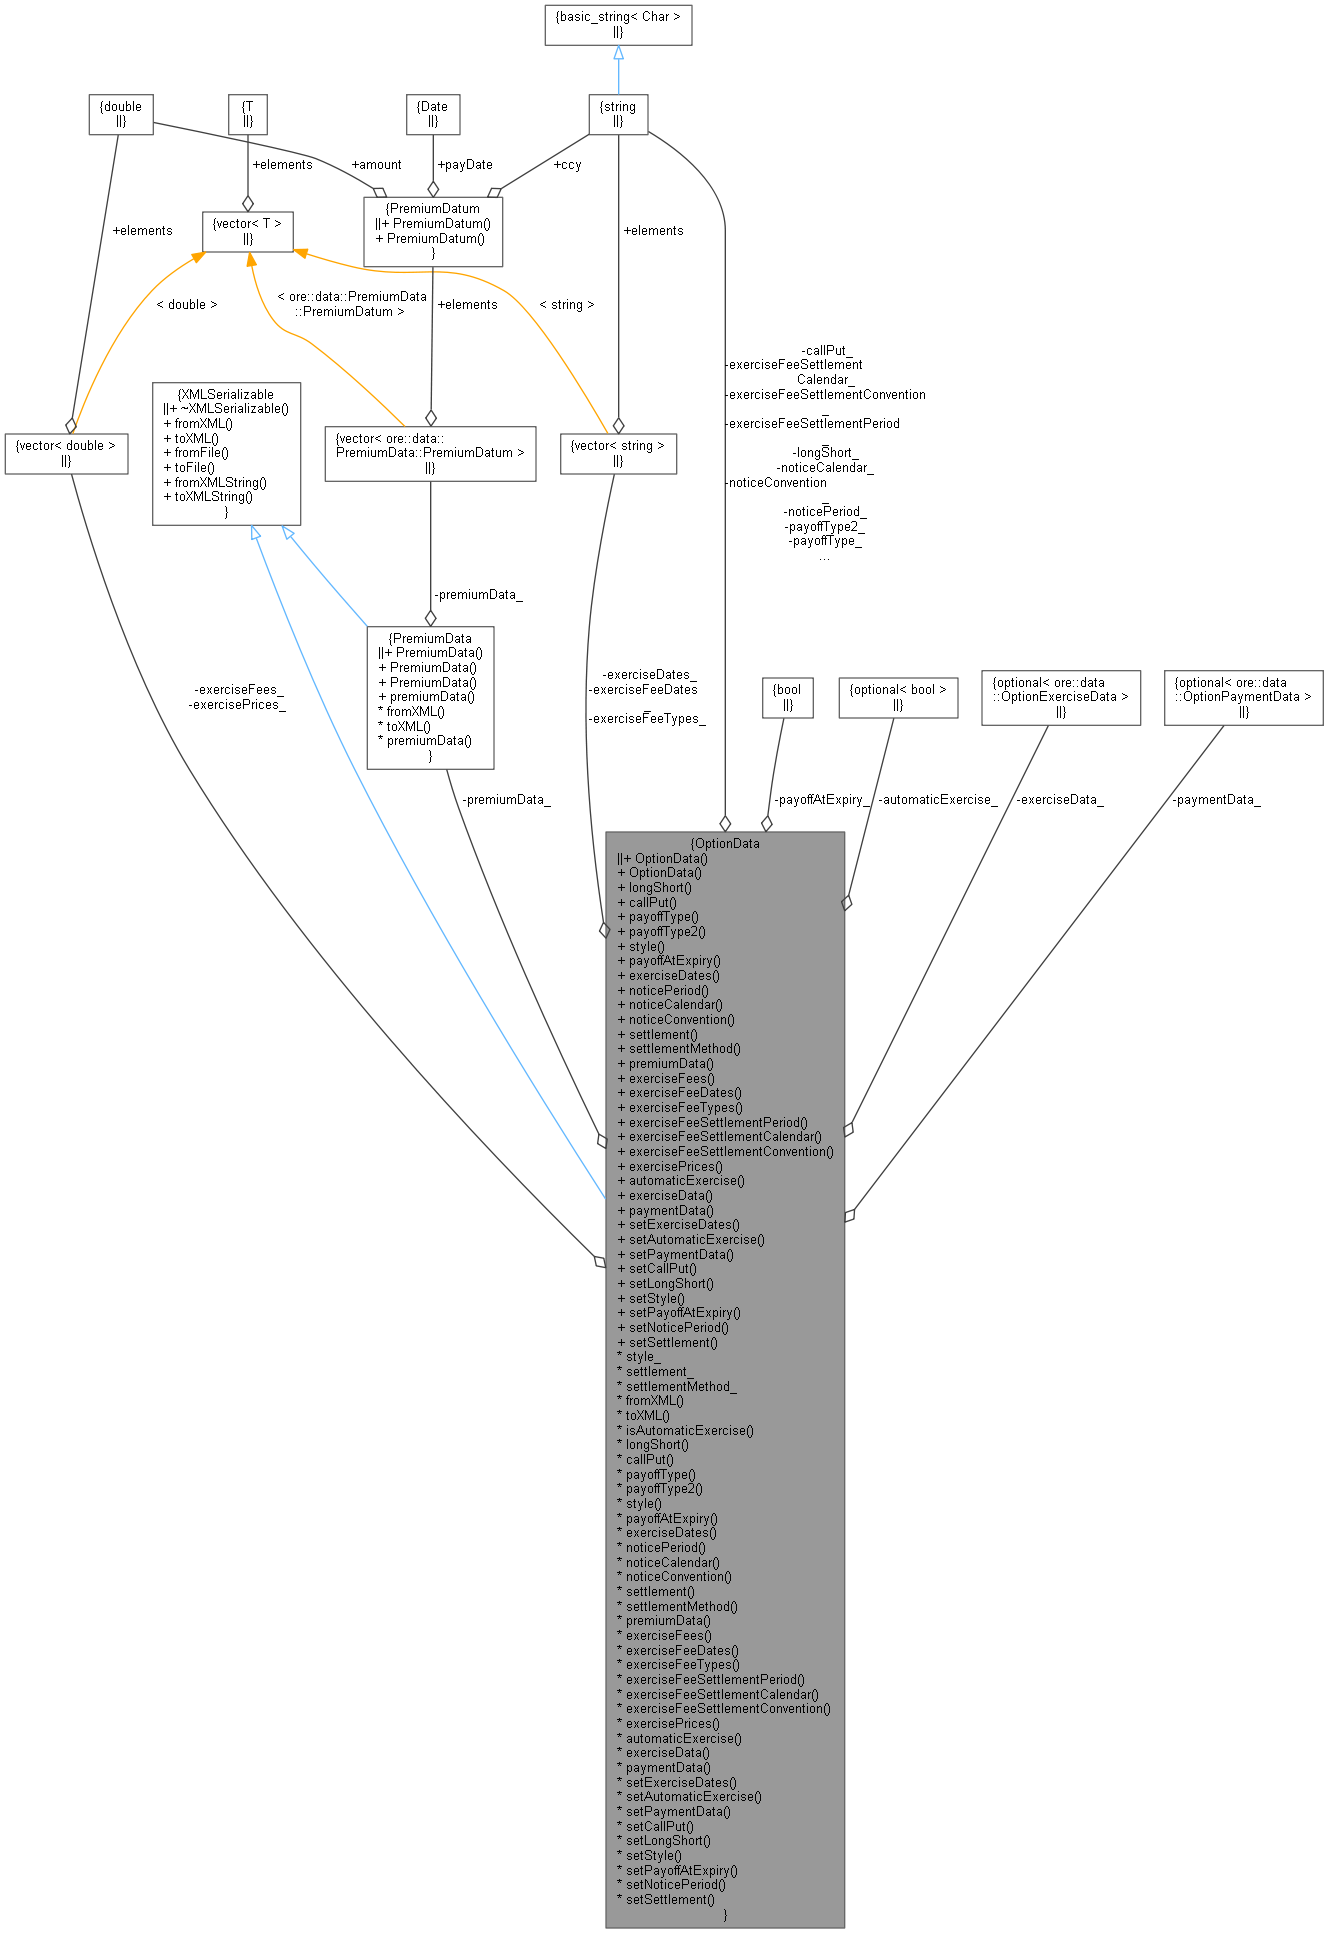 {basic_string< Char >
||}
{double
||}
{T
||}
{Date
||}
{string
||}
+elements
+amount
+payDate
+ccy
{vector< T >
||}
{PremiumDatum
||+ PremiumDatum()
+ PremiumDatum()
}
+elements
+elements
< double >
< ore::data::PremiumData
::PremiumDatum >
+elements
< string >
-callPut_
-exerciseFeeSettlement
Calendar_
-exerciseFeeSettlementConvention
_
-exerciseFeeSettlementPeriod
_
-longShort_
-noticeCalendar_
-noticeConvention
_
-noticePeriod_
-payoffType2_
-payoffType_
...
{XMLSerializable
||+ ~XMLSerializable()
+ fromXML()
+ toXML()
+ fromFile()
+ toFile()
+ fromXMLString()
+ toXMLString()
}
{vector< double >
||}
{vector< ore::data::
PremiumData::PremiumDatum >
||}
{vector< string >
||}
-premiumData_
{PremiumData
||+ PremiumData()
+ PremiumData()
+ PremiumData()
+ premiumData()
* fromXML()
* toXML()
* premiumData()
}
-exerciseFees_
-exercisePrices_
-exerciseDates_
-exerciseFeeDates
_
-exerciseFeeTypes_
{bool
||}
{optional< bool >
||}
{optional< ore::data
::OptionExerciseData >
||}
{optional< ore::data
::OptionPaymentData >
||}
-premiumData_
-payoffAtExpiry_
-automaticExercise_
-exerciseData_
-paymentData_
{OptionData
||+ OptionData()
+ OptionData()
+ longShort()
+ callPut()
+ payoffType()
+ payoffType2()
+ style()
+ payoffAtExpiry()
+ exerciseDates()
+ noticePeriod()
+ noticeCalendar()
+ noticeConvention()
+ settlement()
+ settlementMethod()
+ premiumData()
+ exerciseFees()
+ exerciseFeeDates()
+ exerciseFeeTypes()
+ exerciseFeeSettlementPeriod()
+ exerciseFeeSettlementCalendar()
+ exerciseFeeSettlementConvention()
+ exercisePrices()
+ automaticExercise()
+ exerciseData()
+ paymentData()
+ setExerciseDates()
+ setAutomaticExercise()
+ setPaymentData()
+ setCallPut()
+ setLongShort()
+ setStyle()
+ setPayoffAtExpiry()
+ setNoticePeriod()
+ setSettlement()
* style_
* settlement_
* settlementMethod_
* fromXML()
* toXML()
* isAutomaticExercise()
* longShort()
* callPut()
* payoffType()
* payoffType2()
* style()
* payoffAtExpiry()
* exerciseDates()
* noticePeriod()
* noticeCalendar()
* noticeConvention()
* settlement()
* settlementMethod()
* premiumData()
* exerciseFees()
* exerciseFeeDates()
* exerciseFeeTypes()
* exerciseFeeSettlementPeriod()
* exerciseFeeSettlementCalendar()
* exerciseFeeSettlementConvention()
* exercisePrices()
* automaticExercise()
* exerciseData()
* paymentData()
* setExerciseDates()
* setAutomaticExercise()
* setPaymentData()
* setCallPut()
* setLongShort()
* setStyle()
* setPayoffAtExpiry()
* setNoticePeriod()
* setSettlement()
}